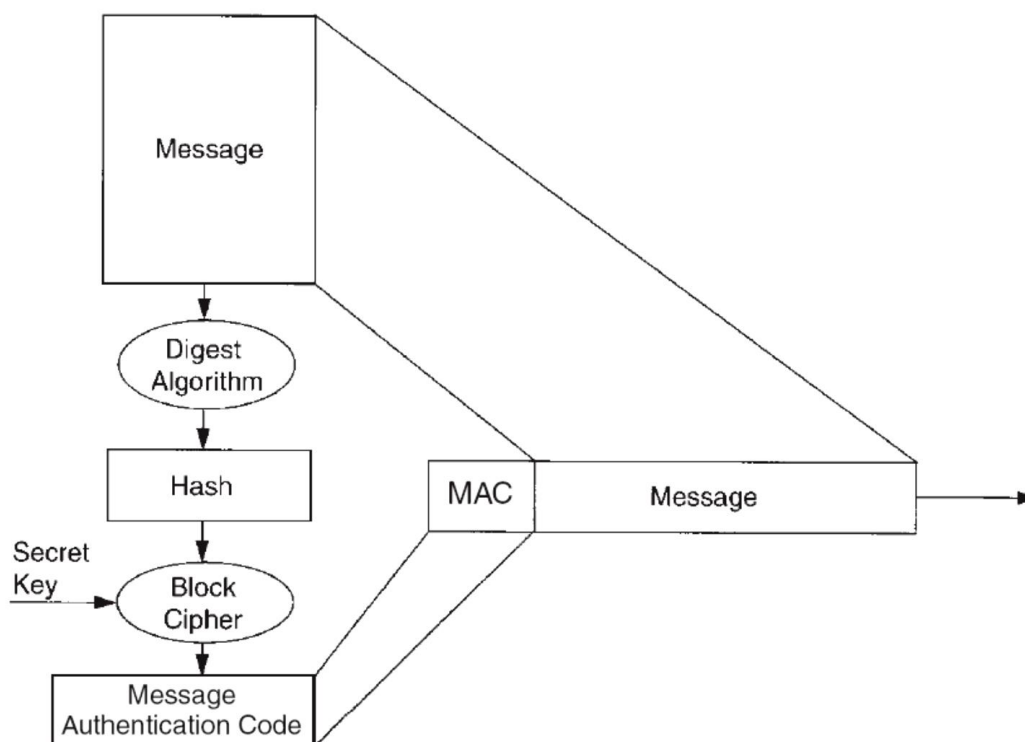 Message
Digest
Algorithm
Hash
Secret
Key
Block
Cipher
Message
Authentication Code
MAC
Message